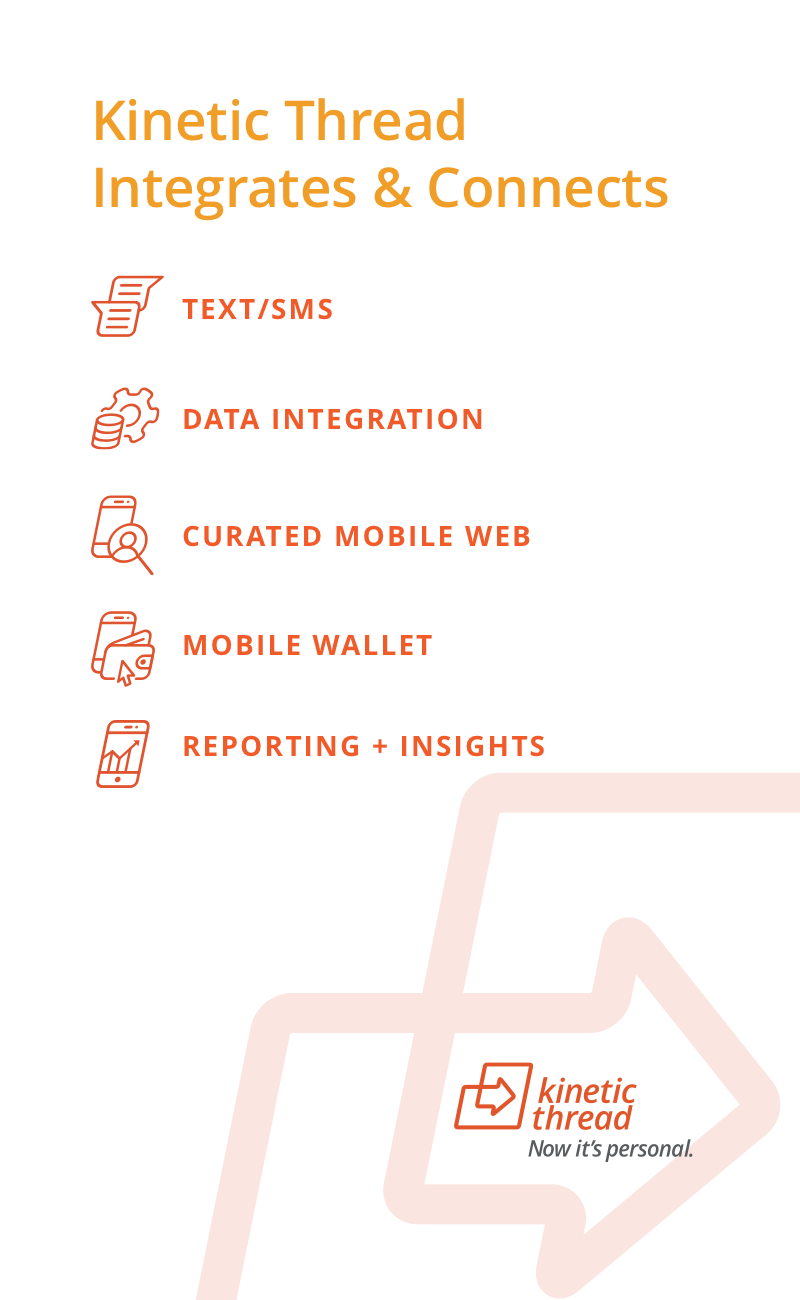 Kinetic Thread
Integrates & Connects
TEXT/SMS
DATA INTEGRATION
CURATED MOBILE WEB
MOBILE WALLET
REPORTING + INSIGHTS
kinetic
thread
Now it's personal.